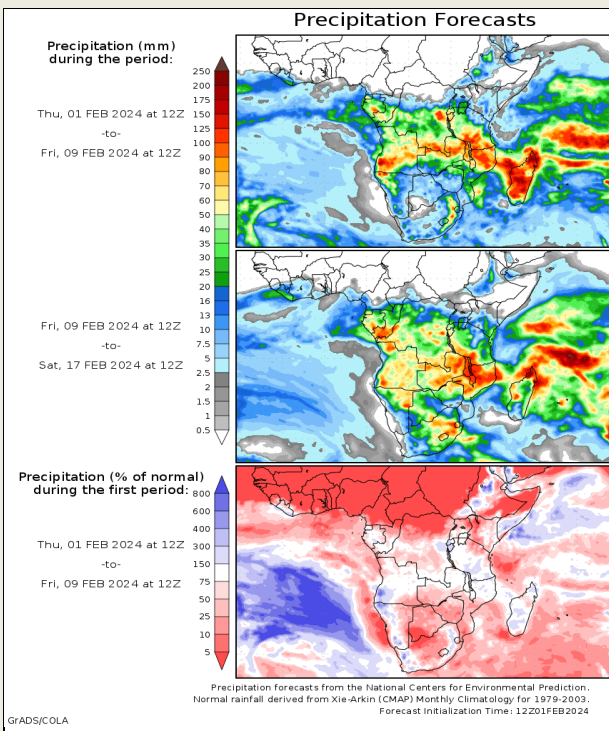 Precipitation Forecasts
Precipitation (mm)
during the period:
Thu, 01 FEB 2024 at 12Z
-to-
Fri, 09 FEB 2024 at 12Z
250
200
175
150
125
100
90
80
70
60
50
40
35
30
25
20
16
13
10
7.5
5
2.5
2
1.5
1
0.5
Fri, 09 FEB 2024 at 12Z
-to-
Sat, 17 FEB 2024 at 12Z
Precipitation (% of normal)
during the first period:
Thu, 01 FEB 2024 at 12Z
-to-
Fri, 09 FEB 2024 at 12Z
800
600
400
300
150
75
50
25
10
5
Precipitation forecasts from the National Centers for Environmental Prediction.
Normal rainfall derived from Xie-Arkin (CMAP) Monthly Climatology for 1979-2003.
Forecast Initialization Time: 12Z01FEB2024
GrADS/COLA